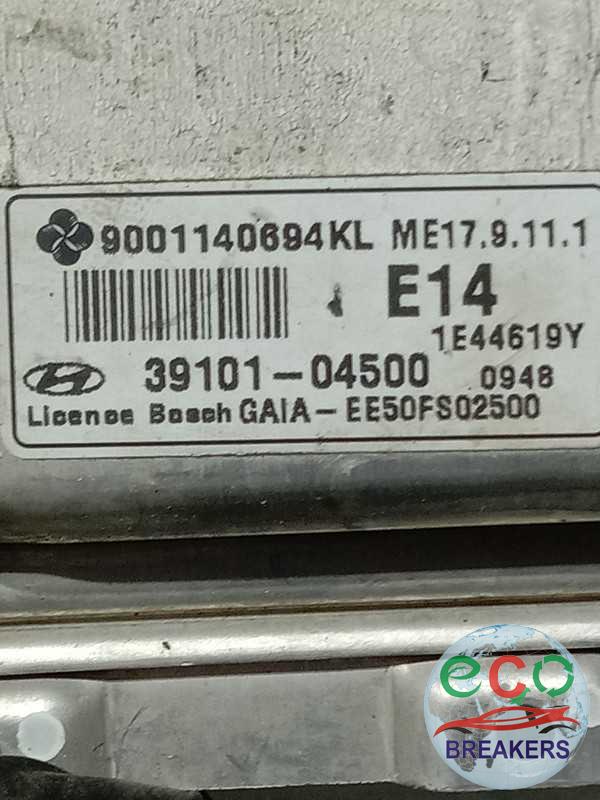 9001140694KL ME17.9.11.1
E14
1E44619Y
39101-04500 0948
Licence Bosch GAIA-EE50FS02500
eco
BREAKERS